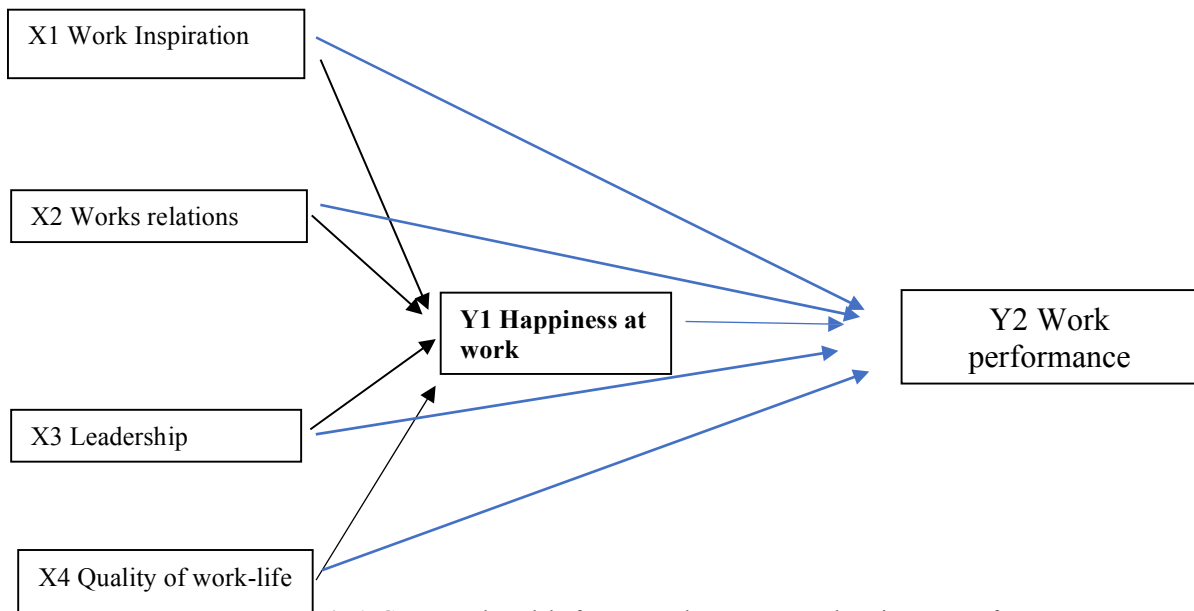 X1 Work Inspiration
X2 Works relations
Y1 Happiness at
work
Y2 Work
performance
X3 Leadership
X4 Quality of work-life